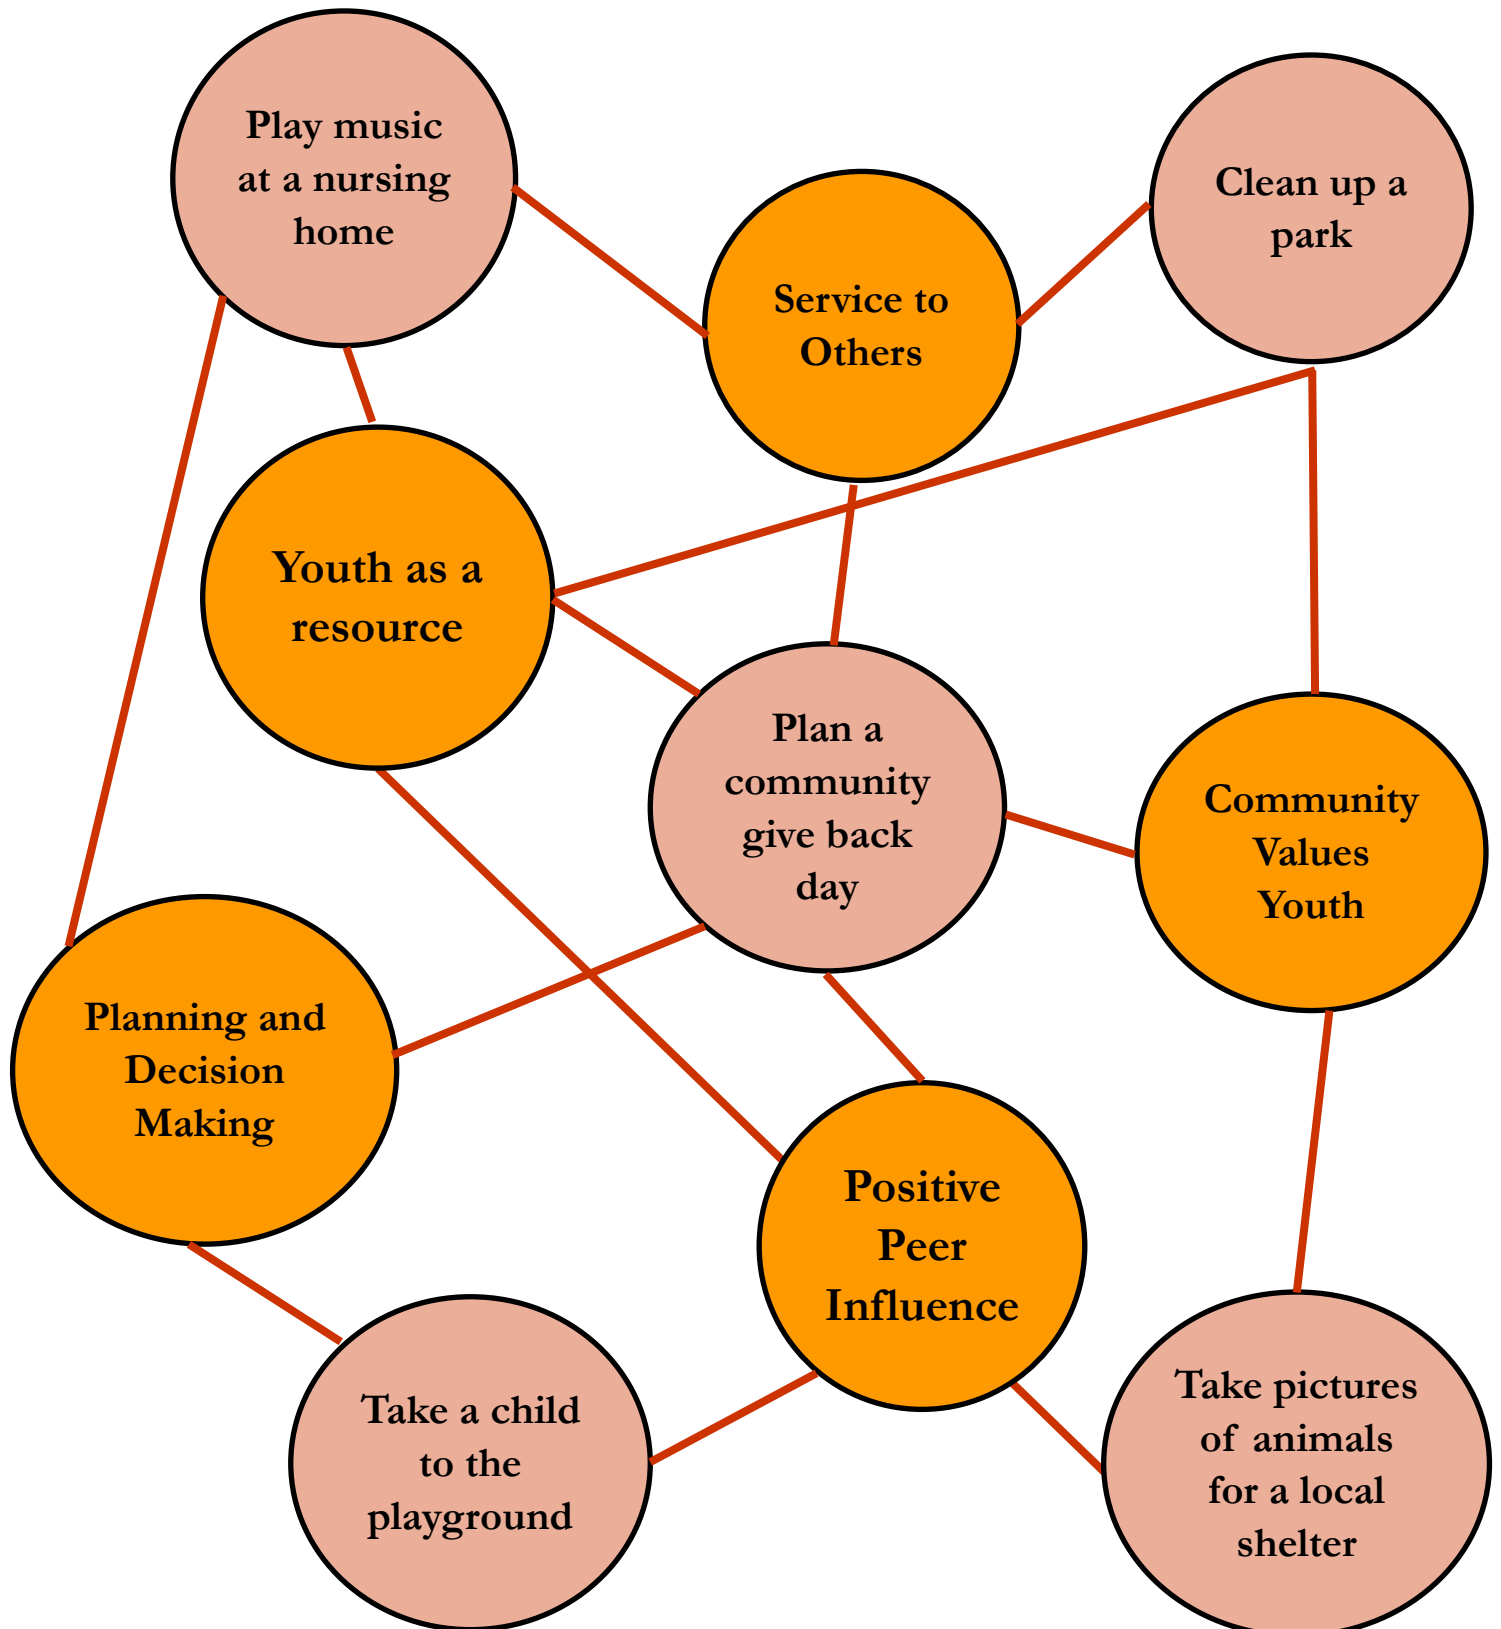 Play music
at a nursing
home
Clean up a
park
Service to
Others
Youth as a
resource
Plan a
community
give back
day
Community
Values
Youth
Planning and
Decision
Making
Positive
Peer
Influence
Take a child
to the
playground
Take pictures
of animals
for a local
shelter